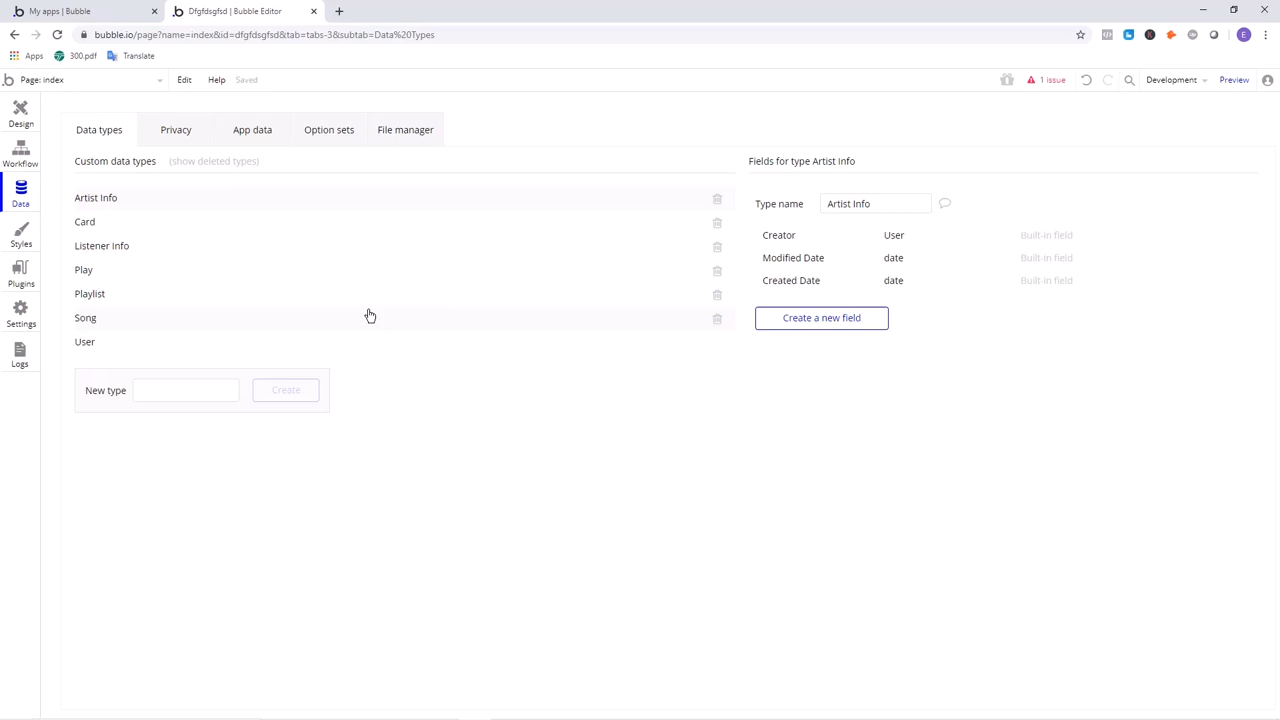 My apps | Bubble
Dfgfdsgfsd | Bubble Editor
bubble.io/page?name=index&id=dfgfdsgfsd&tab=tabs-3&subtab=Data%20Types
E
Apps
300.pdf
Translate
Page: index
Edit
Help
Saved
1 issue
Development
Preview
Design
Workflow
Data
Styles
Plugins
Settings
Logs
Data types
Privacy
App data
Option sets
File manager
Custom data types (show deleted types)
Artist Info
Card
Listener Info
Play
Playlist
Song
User
New type
Create
Fields for type Artist Info
Type name Artist Info
Creator User Built-in field
Modified Date date Built-in field
Created Date date Built-in field
Create a new field